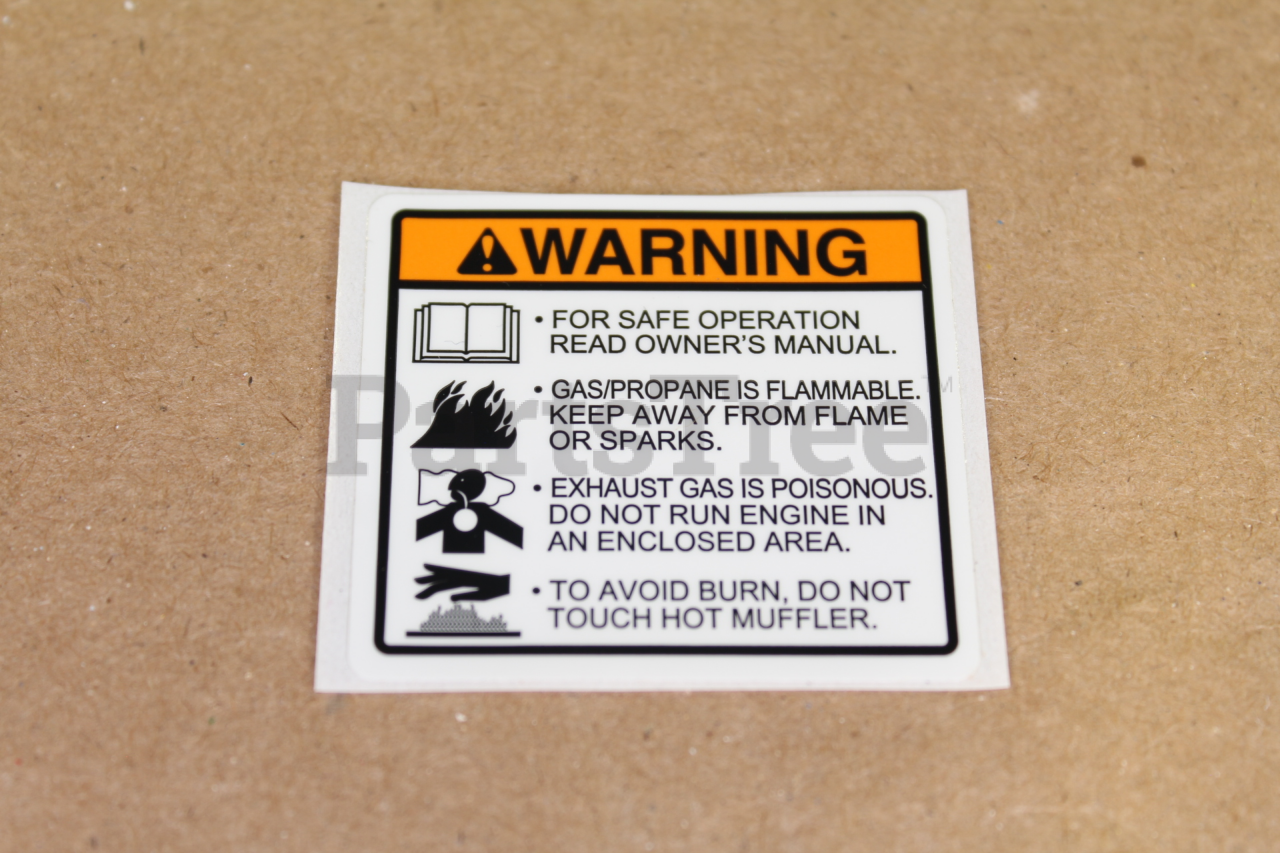 WARNING
• FOR SAFE OPERATION
READ OWNER'S MANUAL.
• GAS/PROPANE IS FLAMMABLE.
KEEP AWAY FROM FLAME
OR SPARKS.
PartsTree™
• EXHAUST GAS IS POISONOUS.
DO NOT RUN ENGINE IN
AN ENCLOSED AREA.
• TO AVOID BURN, DO NOT
TOUCH HOT MUFFLER.